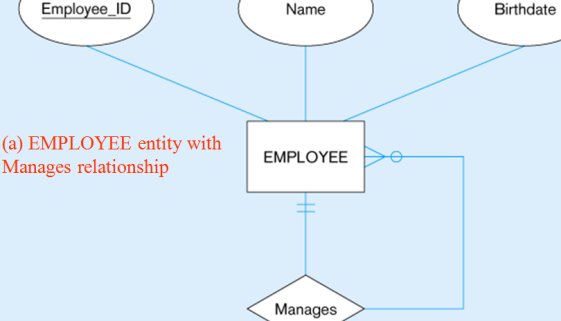 Employee_ID
Name
Birthdate
(a) EMPLOYEE entity with
Manages relationship
EMPLOYEE
Manages